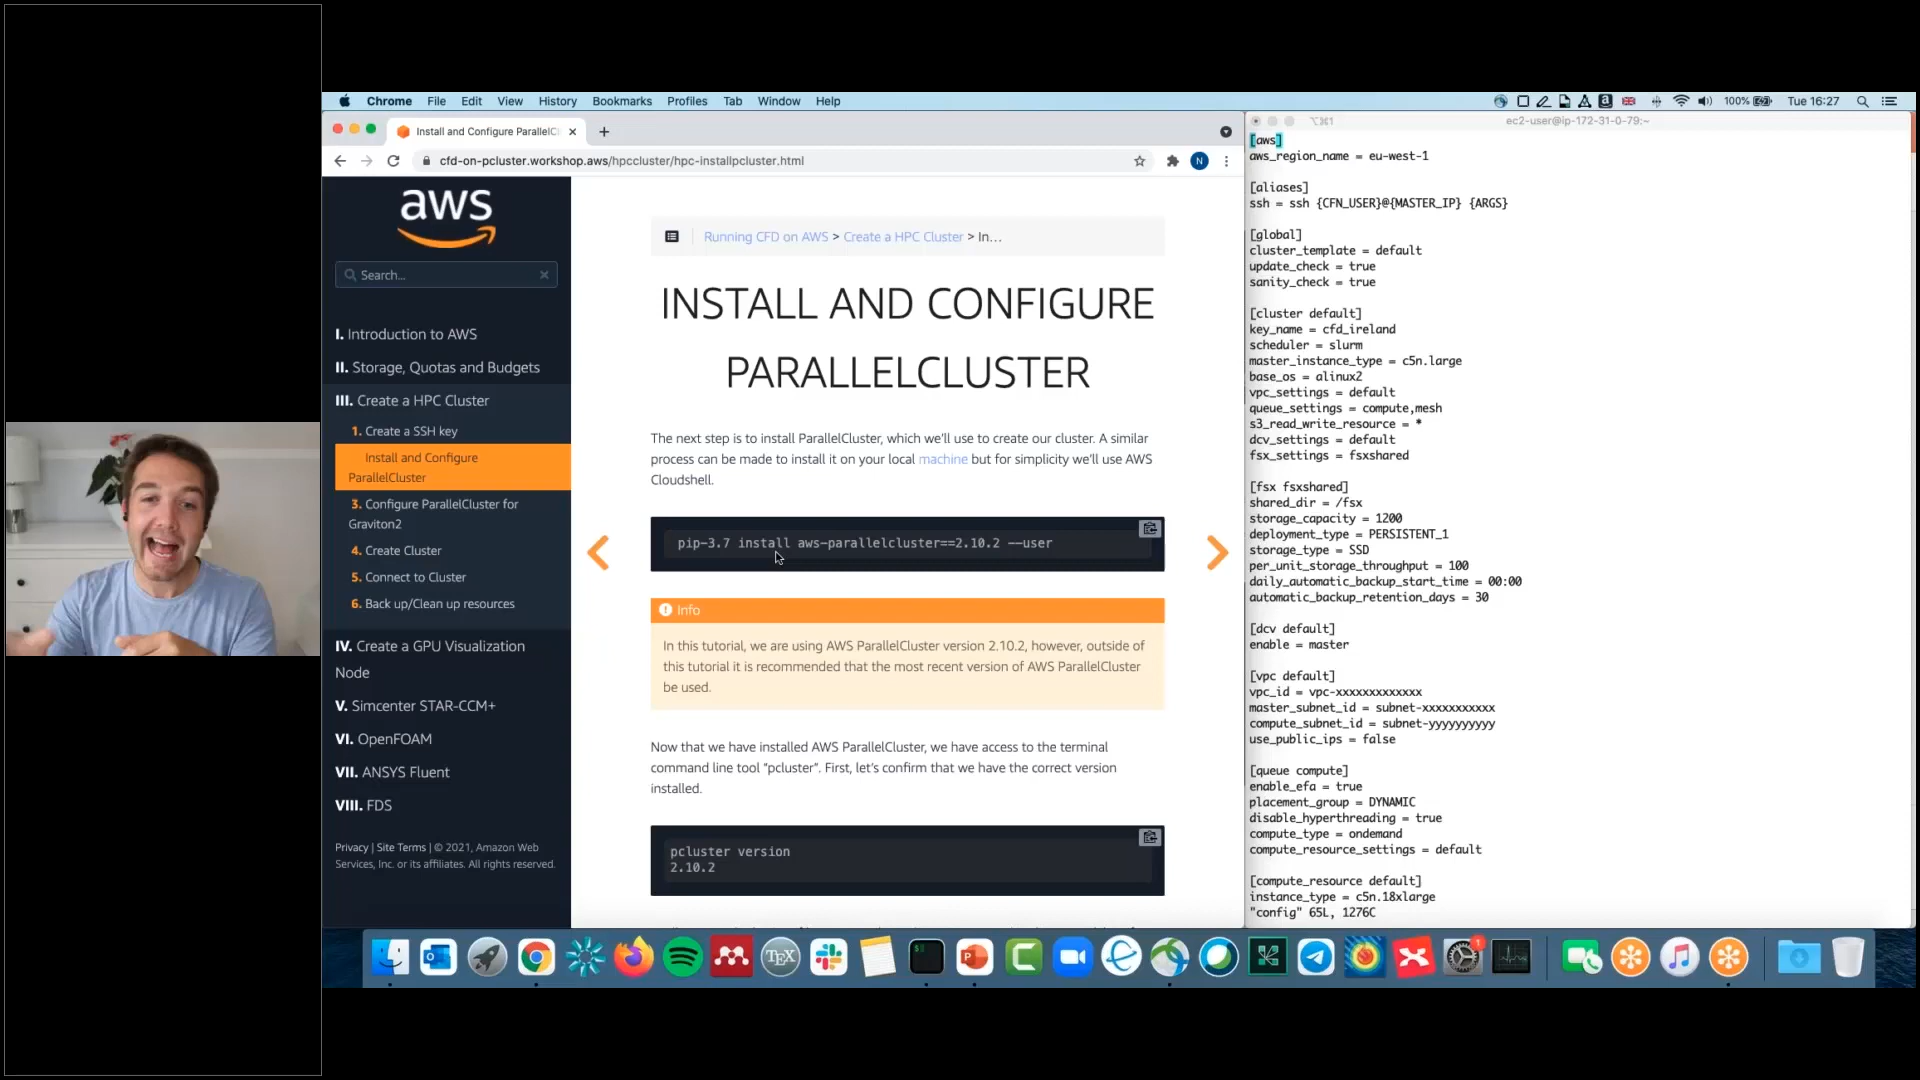 Chrome File Edit View History Bookmarks Profiles Tab Window Help
100% Tue 16:27
Install and Configure ParallelCl
cfd-on-pcluster.workshop.aws/hpccluster/hpc-installpcluster.html
N
aws
Search...
I. Introduction to AWS
II. Storage, Quotas and Budgets
III. Create a HPC Cluster
1. Create a SSH key
Install and Configure
ParallelCluster
3. Configure ParallelCluster for
Graviton2
4. Create Cluster
5. Connect to Cluster
6. Back up/Clean up resources
IV. Create a GPU Visualization
Node
V. Simcenter STAR-CCM+
VI. OpenFOAM
VII. ANSYS Fluent
VIII. FDS
Privacy | Site Terms | © 2021, Amazon Web
Services, Inc. or its affiliates. All rights reserved.
Running CFD on AWS > Create a HPC Cluster > In...
INSTALL AND CONFIGURE
PARALLELCLUSTER
The next step is to install ParallelCluster, which we'll use to create our cluster. A similar
process can be made to install it on your local machine but for simplicity we'll use AWS
Cloudshell.
pip-3.7 install aws-parallelcluster==2.10.2 --user
Info
In this tutorial, we are using AWS ParallelCluster version 2.10.2, however, outside of
this tutorial it is recommended that the most recent version of AWS ParallelCluster
be used.
Now that we have installed AWS ParallelCluster, we have access to the terminal
command line tool "pcluster". First, let's confirm that we have the correct version
installed.
pcluster version
2.10.2
⌥⌘1 ec2-user@ip-172-31-0-79:~
[aws]
aws_region_name = eu-west-1
[aliases]
ssh = ssh {CFN_USER}@{MASTER_IP} {ARGS}
[global]
cluster_template = default
update_check = true
sanity_check = true
[cluster default]
key_name = cfd_ireland
scheduler = slurm
master_instance_type = c5n.large
base_os = alinux2
vpc_settings = default
queue_settings = compute,mesh
s3_read_write_resource = *
dcv_settings = default
fsx_settings = fsxshared
[fsx fsxshared]
shared_dir = /fsx
storage_capacity = 1200
deployment_type = PERSISTENT_1
storage_type = SSD
per_unit_storage_throughput = 100
daily_automatic_backup_start_time = 00:00
automatic_backup_retention_days = 30
[dcv default]
enable = master
[vpc default]
vpc_id = vpc-xxxxxxxxxxxxx
master_subnet_id = subnet-xxxxxxxxxxx
compute_subnet_id = subnet-yyyyyyyyyy
use_public_ips = false
[queue compute]
enable_efa = true
placement_group = DYNAMIC
disable_hyperthreading = true
compute_type = ondemand
compute_resource_settings = default
[compute_resource default]
instance_type = c5n.18xlarge
"config" 65L, 1276C
TEX